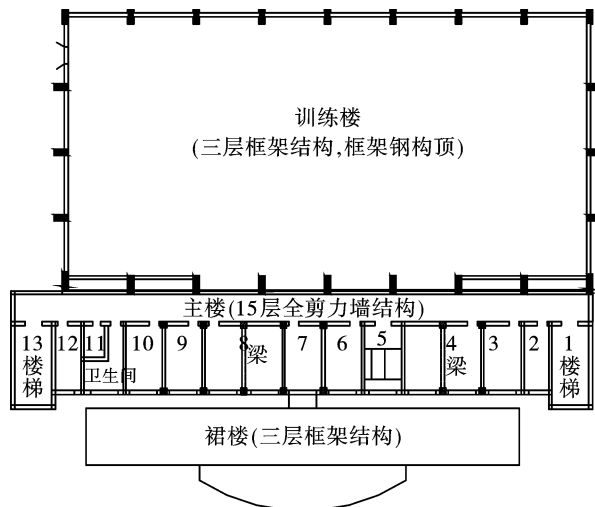 训练楼
(三层框架结构,框架钢构顶)
主楼(15层全剪力墙结构)
13 12 11 10 9 8 7 6 5 4 3 2 1
楼梯 卫生间 梁 梁 楼梯
裙楼(三层框架结构)